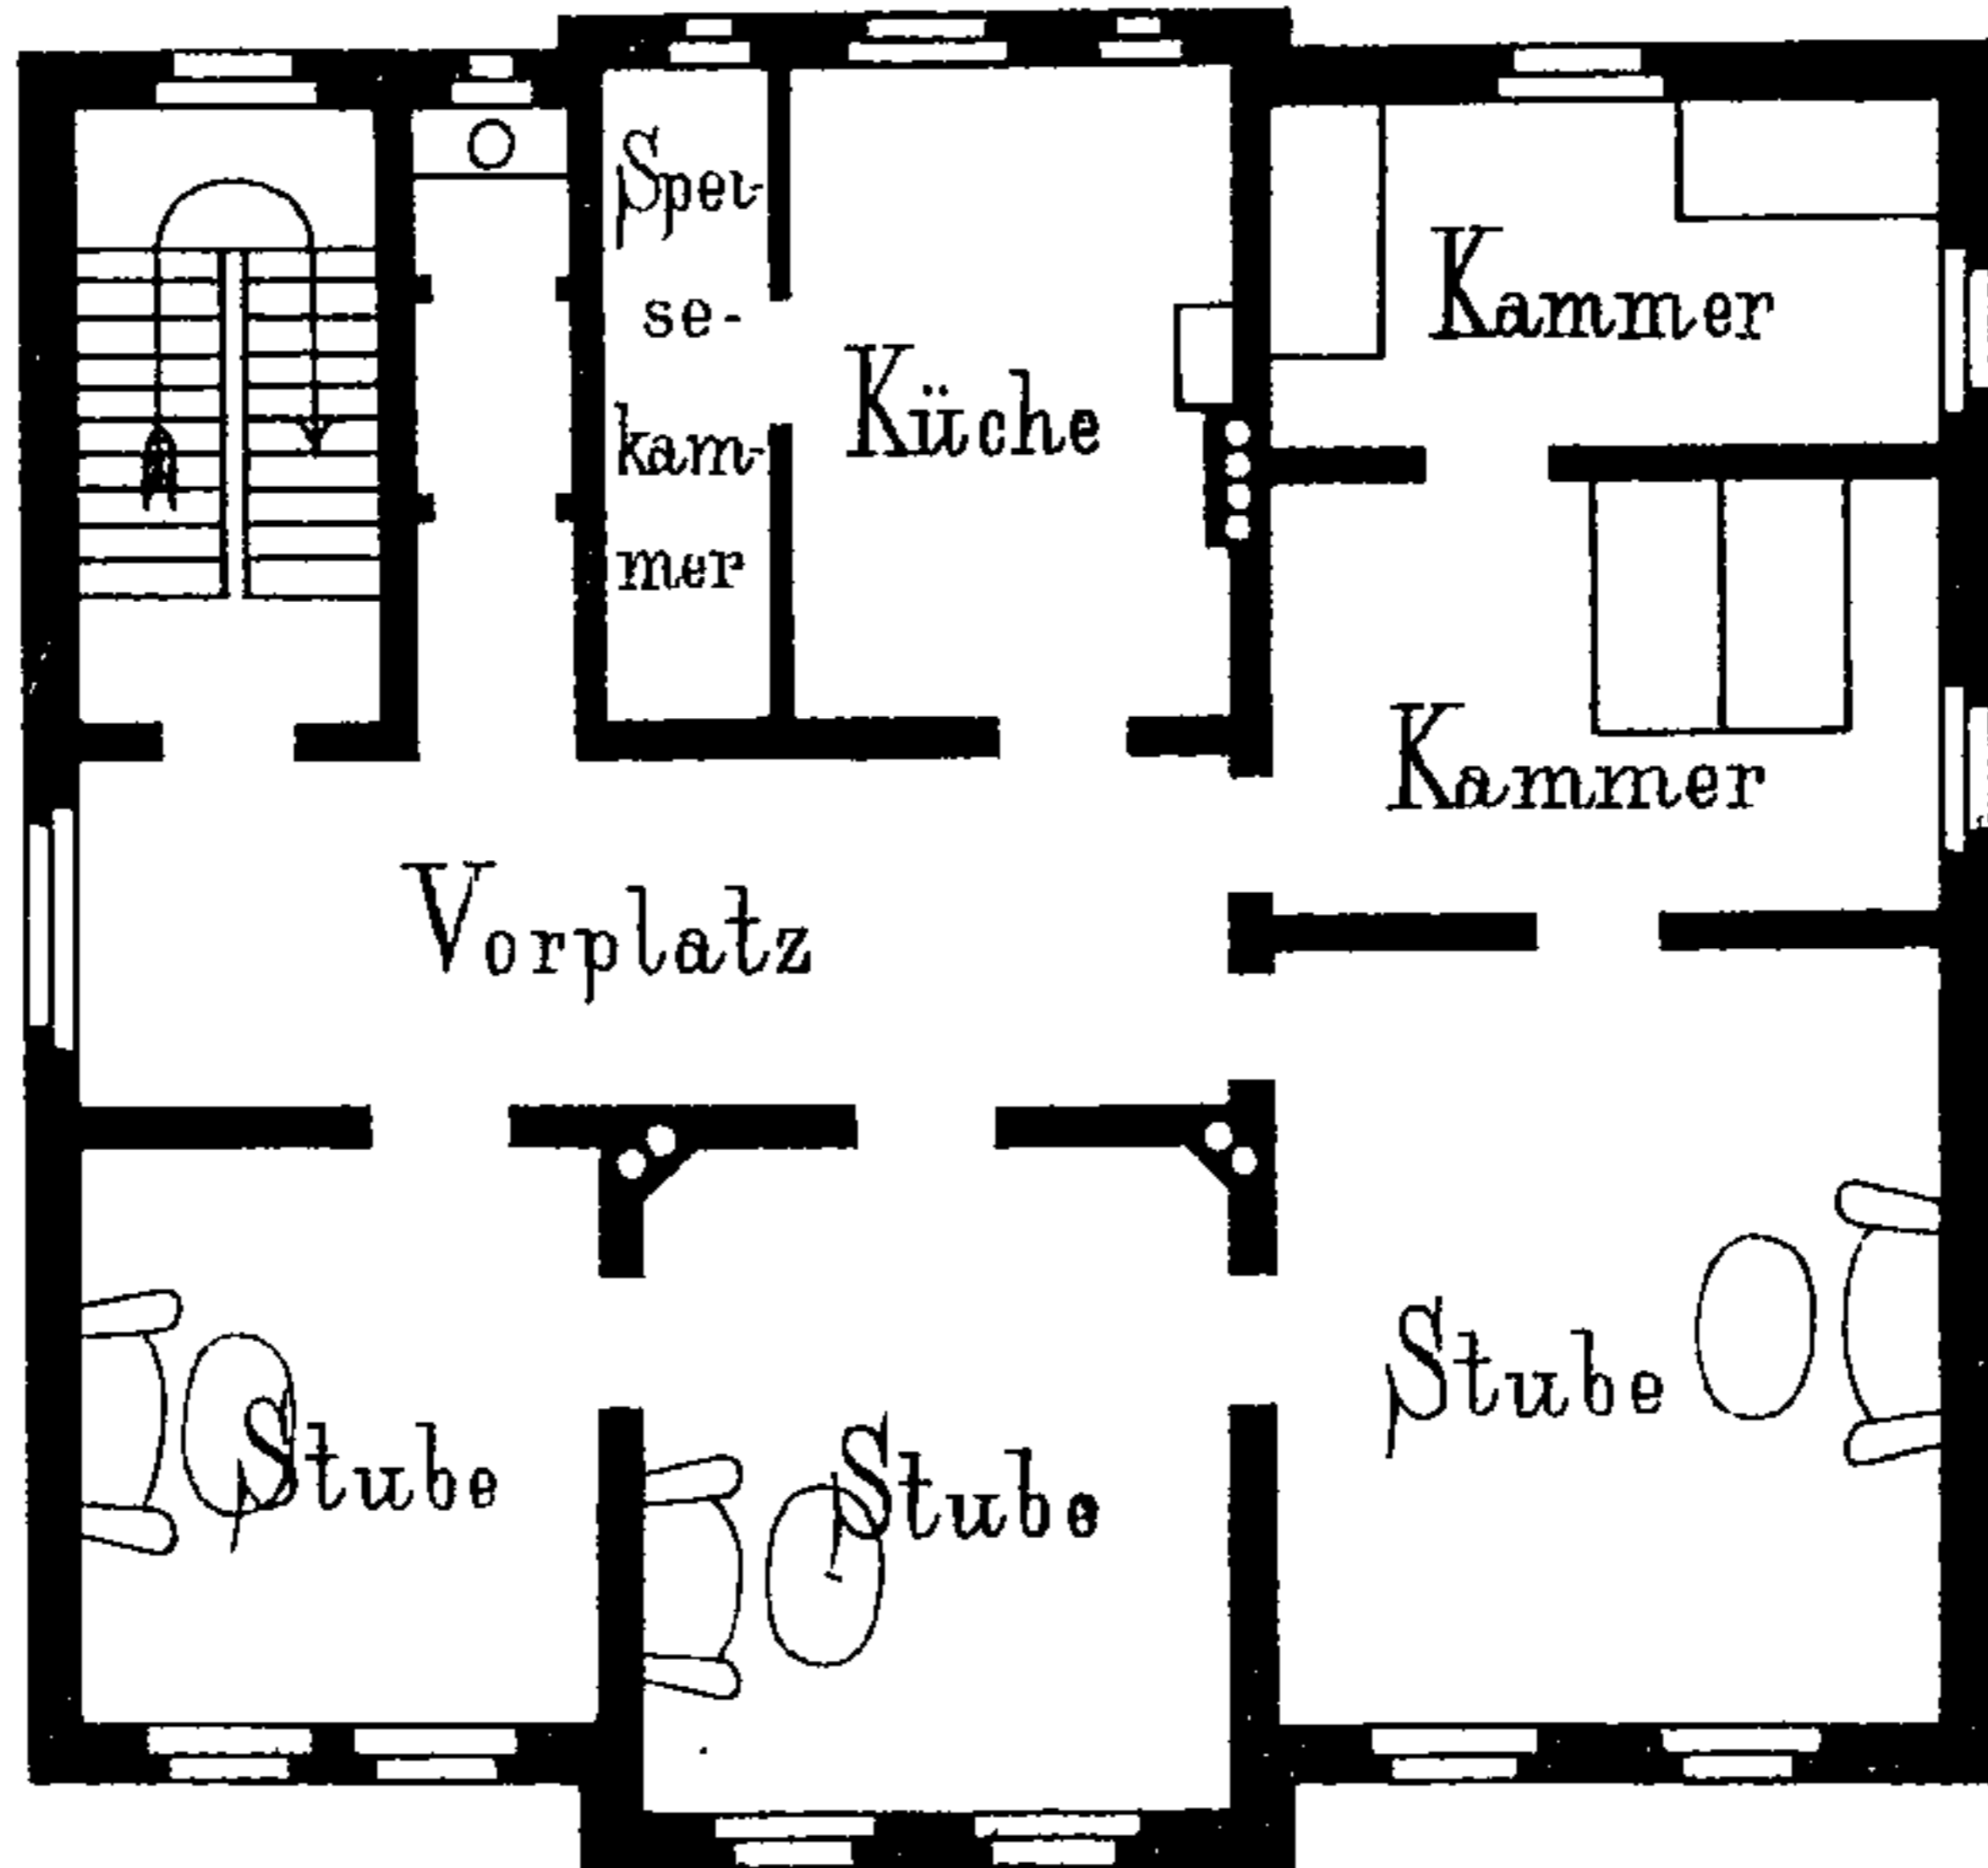 Spei-
se-
kam-
mer
Küche
Kammer
Kammer
Vorplatz
Stube
Stube
Stube